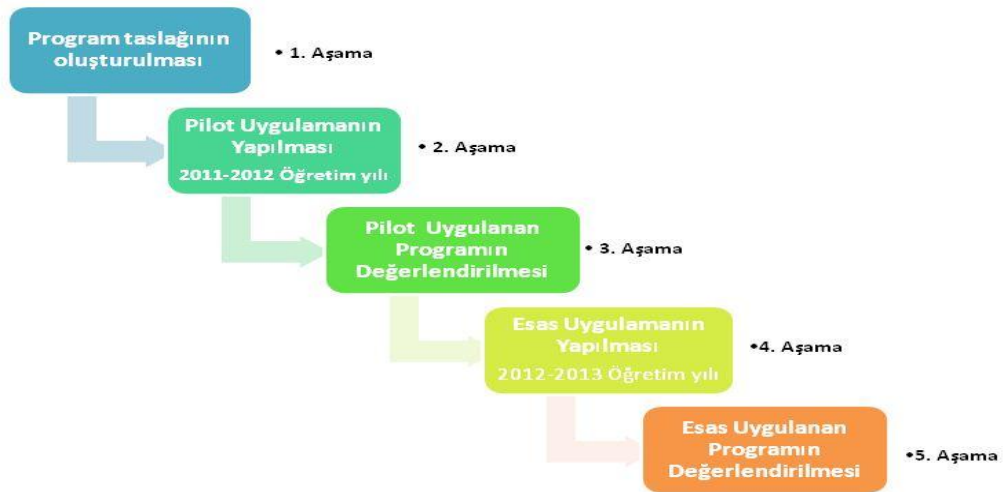 Program taslağının
oluşturulması
• 1. Aşama
Pilot Uygulamanın
Yapılması
2011-2012 Öğretim yılı
• 2. Aşama
Pilot Uygulanan
Programın
Değerlendirilmesi
• 3. Aşama
Esas Uygulamanın
Yapılması
2012-2013 Öğretim yılı
•4. Aşama
Esas Uygulanan
Programın
Değerlendirilmesi
•5. Aşama